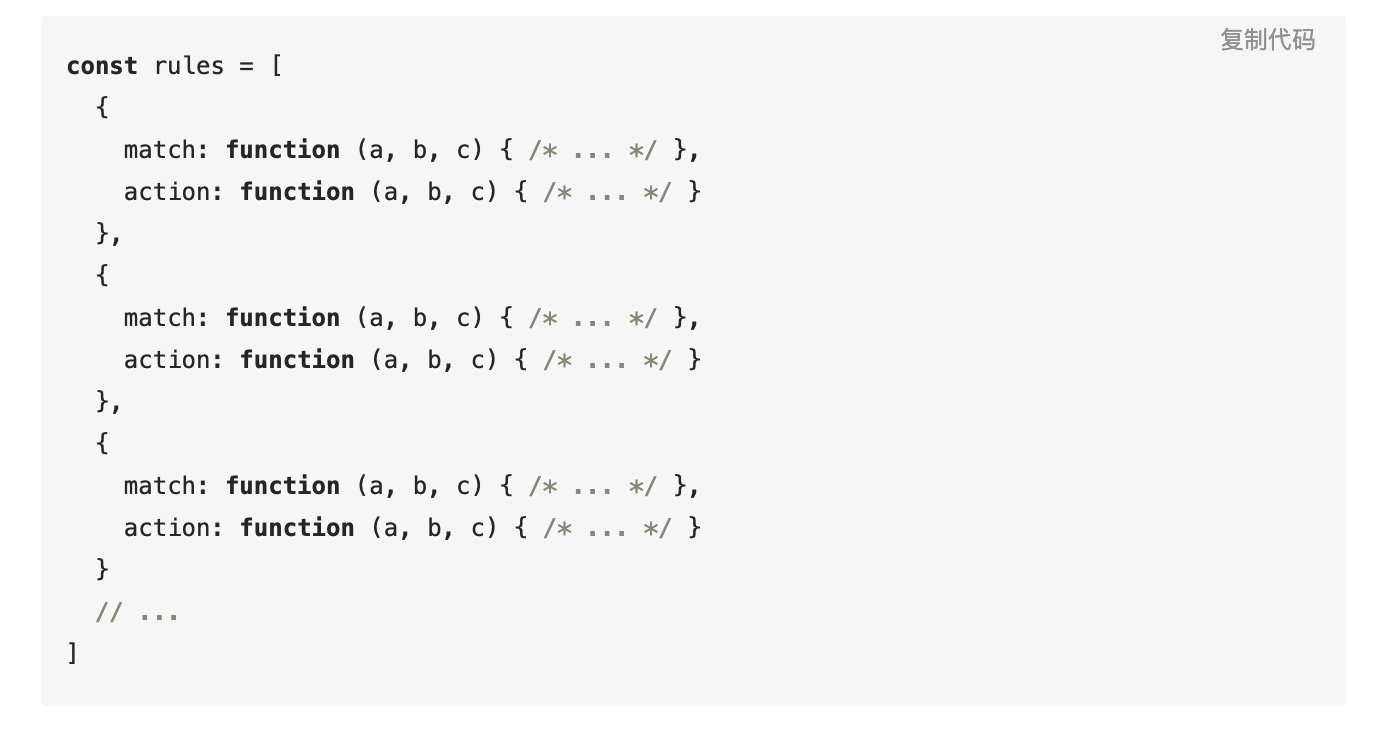 复制代码
const rules = [
  {
    match: function (a, b, c) { /* ... */ },
    action: function (a, b, c) { /* ... */ }
  },
  {
    match: function (a, b, c) { /* ... */ },
    action: function (a, b, c) { /* ... */ }
  },
  {
    match: function (a, b, c) { /* ... */ },
    action: function (a, b, c) { /* ... */ }
  }
  // ...
]